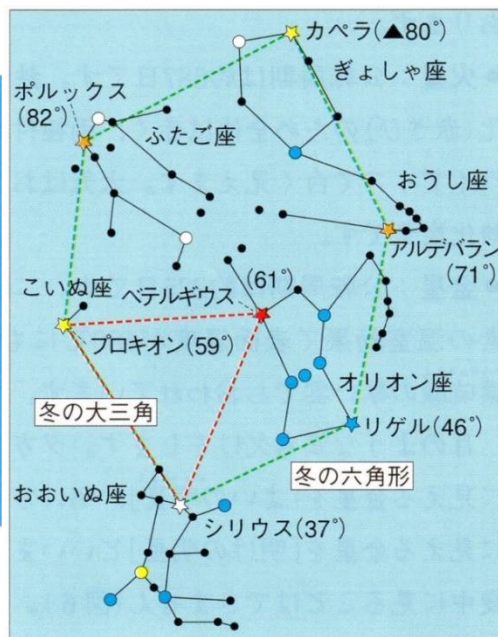 カペラ(▲80°)
ぎょしゃ座
ポルックス
(82°)
ふたご座
おうし座
アルデバラン
(71°)
こいぬ座
ベテルギウス
(61°)
プロキオン(59°)
オリオン座
冬の大三角
リゲル(46°)
冬の六角形
おおいぬ座
シリウス(37°)